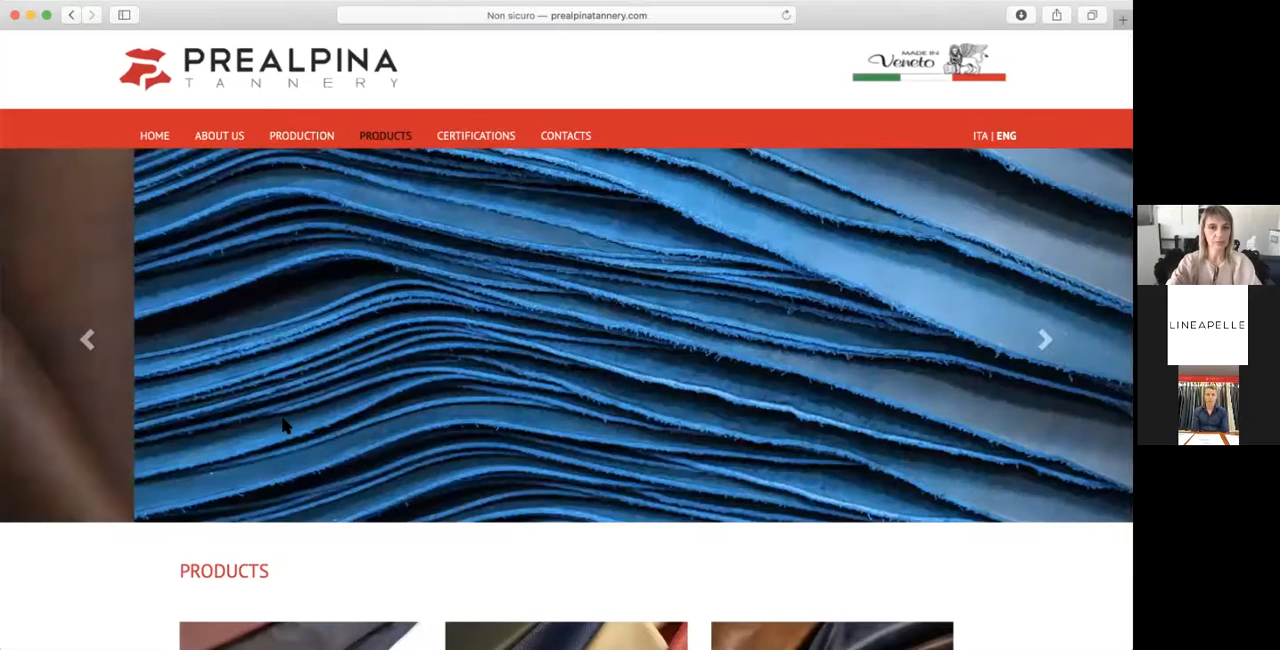 Non sicuro — prealpinatannery.com
PREALPINA
TANNERY
MADE IN
Veneto
HOME ABOUT US PRODUCTION PRODUCTS CERTIFICATIONS CONTACTS ITA | ENG
LINEAPELLE
PRODUCTS